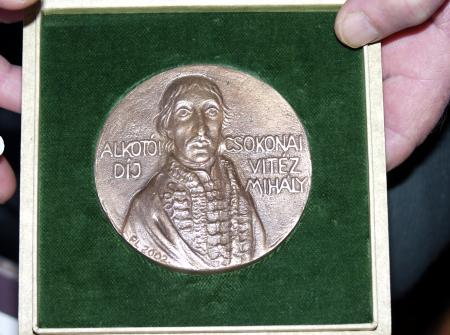 ALKOTÓI
DÍJ
CSOKONAI
VITÉZ
MIHÁLY
2002.